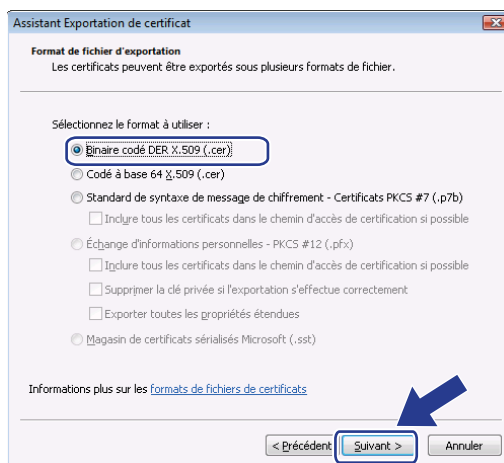 Assistant Exportation de certificat
Format de fichier d'exportation
Les certificats peuvent être exportés sous plusieurs formats de fichier.
Sélectionnez le format à utiliser :
Binaire codé DER X.509 (.cer)
Codé à base 64 X.509 (.cer)
Standard de syntaxe de message de chiffrement - Certificats PKCS #7 (.p7b)
Inclure tous les certificats dans le chemin d'accès de certification si possible
Échange d'informations personnelles - PKCS #12 (.pfx)
Inclure tous les certificats dans le chemin d'accès de certification si possible
Supprimer la clé privée si l'exportation s'effectue correctement
Exporter toutes les propriétés étendues
Magasin de certificats sérialisés Microsoft (.sst)
Informations plus sur les formats de fichiers de certificats
< Précédent Suivant > Annuler